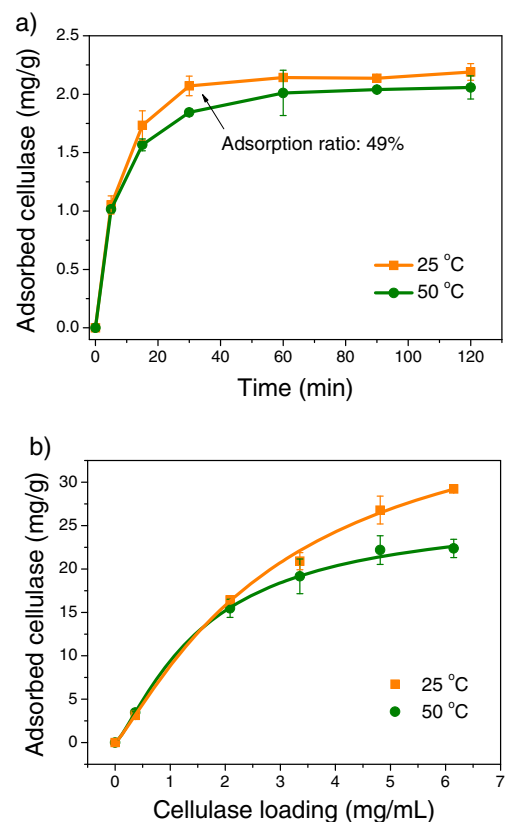 a)
2.5
2.0
1.5
1.0
0.5
0.0
Adsorbed cellulase (mg/g)
Adsorption ratio: 49%
25 °C
50 °C
0 20 40 60 80 100 120
Time (min)
b)
30
25
20
15
10
5
0
Adsorbed cellulase (mg/g)
25 °C
50 °C
0 1 2 3 4 5 6 7
Cellulase loading (mg/mL)